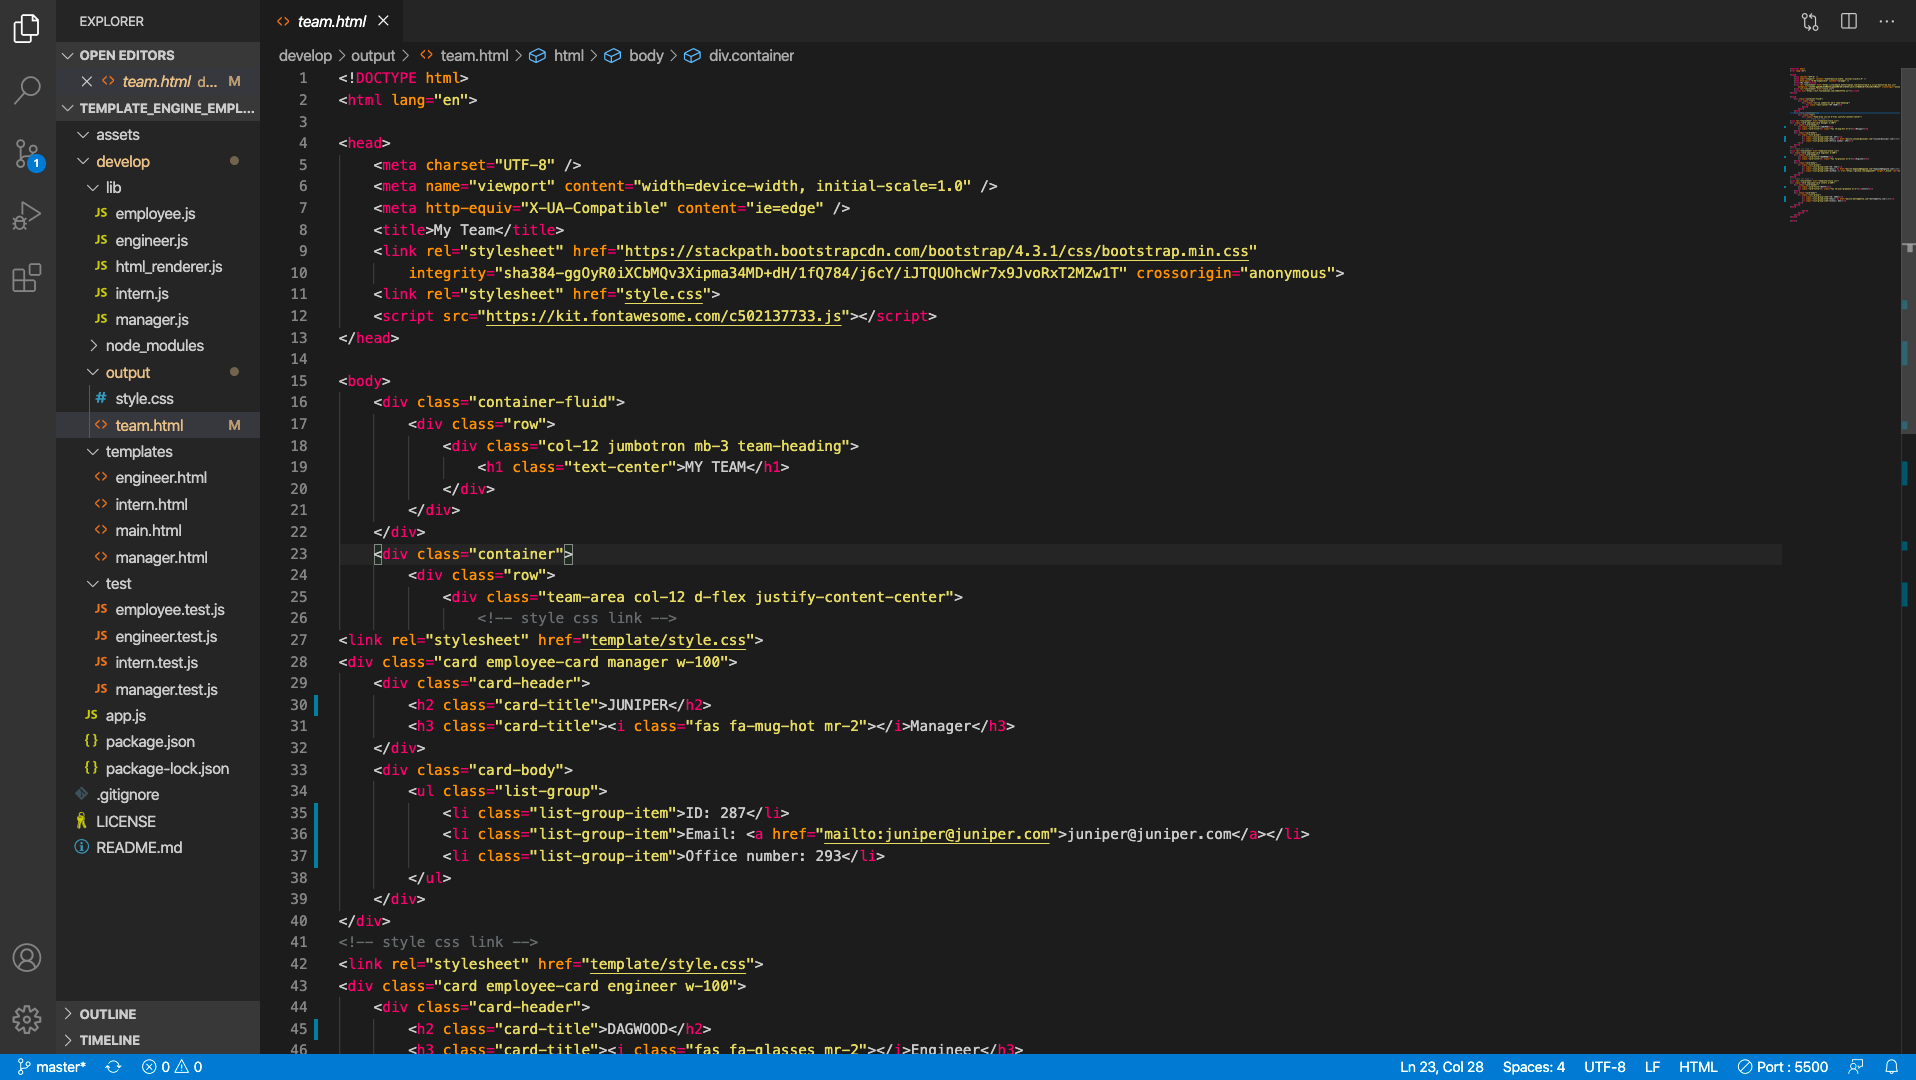 EXPLORER
OPEN EDITORS
team.html d... M
TEMPLATE_ENGINE_EMPL...
assets
develop
lib
JS employee.js
JS engineer.js
JS html_renderer.js
JS intern.js
JS manager.js
node_modules
output
# style.css
<> team.html M
templates
<> engineer.html
<> intern.html
<> main.html
<> manager.html
test
JS employee.test.js
JS engineer.test.js
JS intern.test.js
JS manager.test.js
JS app.js
{} package.json
{} package-lock.json
.gitignore
LICENSE
README.md
OUTLINE
TIMELINE
1
<> team.html
develop > output > <> team.html > html > body > div.container
1 <!DOCTYPE html>
2 <html lang="en">
3
4 <head>
5 <meta charset="UTF-8" />
6 <meta name="viewport" content="width=device-width, initial-scale=1.0" />
7 <meta http-equiv="X-UA-Compatible" content="ie=edge" />
8 <title>My Team</title>
9 <link rel="stylesheet" href="https://stackpath.bootstrapcdn.com/bootstrap/4.3.1/css/bootstrap.min.css"
10 integrity="sha384-ggOyR0iXCbMQv3Xipma34MD+dH/1fQ784/j6cY/iJTQUOhcWr7x9JvoRxT2MZw1T" crossorigin="anonymous">
11 <link rel="stylesheet" href="style.css">
12 <script src="https://kit.fontawesome.com/c502137733.js"></script>
13 </head>
14
15 <body>
16 <div class="container-fluid">
17 <div class="row">
18 <div class="col-12 jumbotron mb-3 team-heading">
19 <h1 class="text-center">MY TEAM</h1>
20 </div>
21 </div>
22 </div>
23 <div class="container">
24 <div class="row">
25 <div class="team-area col-12 d-flex justify-content-center">
26 <!-- style css link -->
27 <link rel="stylesheet" href="template/style.css">
28 <div class="card employee-card manager w-100">
29 <div class="card-header">
30 <h2 class="card-title">JUNIPER</h2>
31 <h3 class="card-title"><i class="fas fa-mug-hot mr-2"></i>Manager</h3>
32 </div>
33 <div class="card-body">
34 <ul class="list-group">
35 <li class="list-group-item">ID: 287</li>
36 <li class="list-group-item">Email: <a href="mailto:juniper@juniper.com">juniper@juniper.com</a></li>
37 <li class="list-group-item">Office number: 293</li>
38 </ul>
39 </div>
40 </div>
41 <!-- style css link -->
42 <link rel="stylesheet" href="template/style.css">
43 <div class="card employee-card engineer w-100">
44 <div class="card-header">
45 <h2 class="card-title">DAGWOOD</h2>
46 <h3 class="card-title"><i class="fas fa-glasses mr-2"></i>Engineer</h3>
master* 0 0 Ln 23, Col 28 Spaces: 4 UTF-8 LF HTML Port : 5500